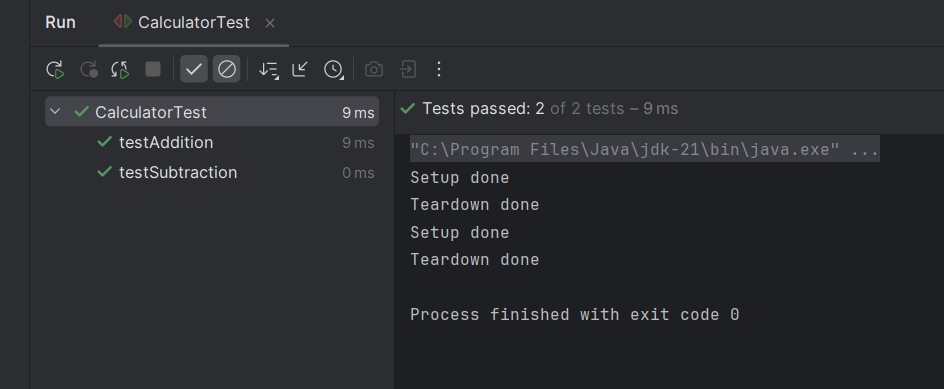 Run CalculatorTest
CalculatorTest 9 ms
testAddition 9 ms
testSubtraction 0 ms
Tests passed: 2 of 2 tests – 9 ms
"C:\Program Files\Java\jdk-21\bin\java.exe" ...
Setup done
Teardown done
Setup done
Teardown done
Process finished with exit code 0